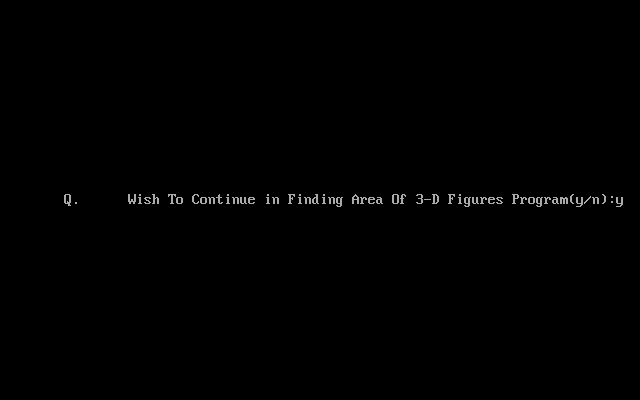 Q. Wish To Continue in Finding Area Of 3-D Figures Program(y/n):y